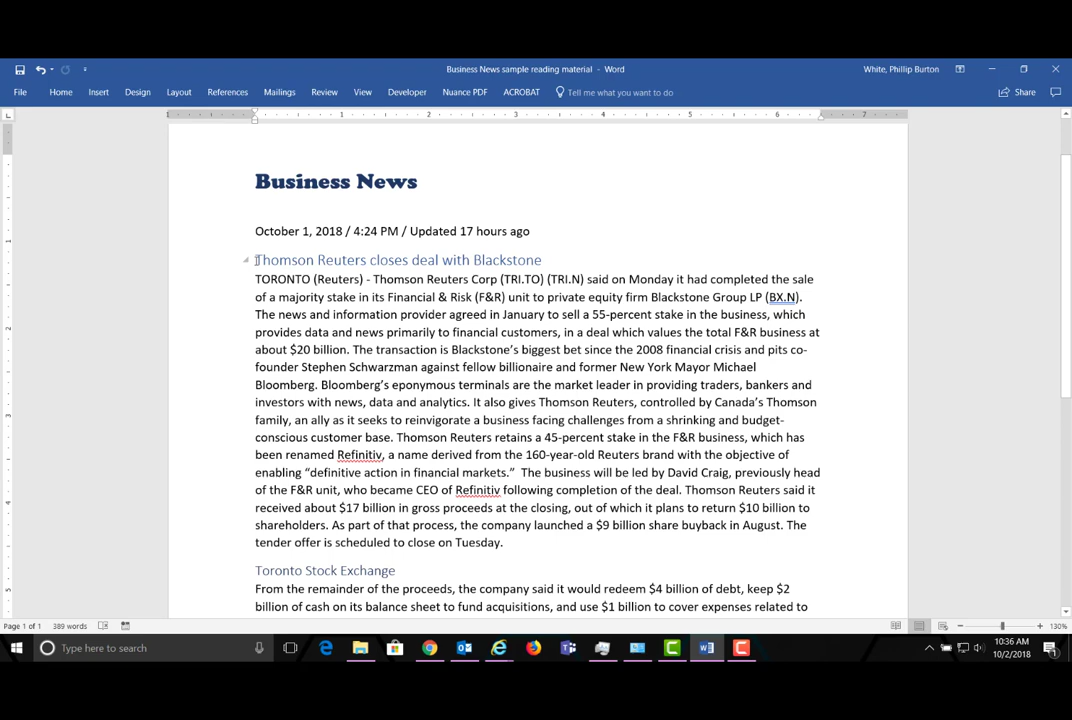 Business News sample reading material - Word
White, Phillip Burton
File Home Insert Design Layout References Mailings Review View Developer Nuance PDF ACROBAT Tell me what you want to do Share
1 1 2 3 4 5 6 7
Business News
October 1, 2018 / 4:24 PM / Updated 17 hours ago
Thomson Reuters closes deal with Blackstone
TORONTO (Reuters) - Thomson Reuters Corp (TRI.TO) (TRI.N) said on Monday it had completed the sale
of a majority stake in its Financial & Risk (F&R) unit to private equity firm Blackstone Group LP (BX.N).
The news and information provider agreed in January to sell a 55-percent stake in the business, which
provides data and news primarily to financial customers, in a deal which values the total F&R business at
about $20 billion. The transaction is Blackstone’s biggest bet since the 2008 financial crisis and pits co-
founder Stephen Schwarzman against fellow billionaire and former New York Mayor Michael
Bloomberg. Bloomberg’s eponymous terminals are the market leader in providing traders, bankers and
investors with news, data and analytics. It also gives Thomson Reuters, controlled by Canada’s Thomson
family, an ally as it seeks to reinvigorate a business facing challenges from a shrinking and budget-
conscious customer base. Thomson Reuters retains a 45-percent stake in the F&R business, which has
been renamed Refinitiv, a name derived from the 160-year-old Reuters brand with the objective of
enabling “definitive action in financial markets.”  The business will be led by David Craig, previously head
of the F&R unit, who became CEO of Refinitiv following completion of the deal. Thomson Reuters said it
received about $17 billion in gross proceeds at the closing, out of which it plans to return $10 billion to
shareholders. As part of that process, the company launched a $9 billion share buyback in August. The
tender offer is scheduled to close on Tuesday.
Toronto Stock Exchange
From the remainder of the proceeds, the company said it would redeem $4 billion of debt, keep $2
billion of cash on its balance sheet to fund acquisitions, and use $1 billion to cover expenses related to
1
2
3
4
5
Page 1 of 1 389 words 130%
Type here to search
10:36 AM
10/2/2018